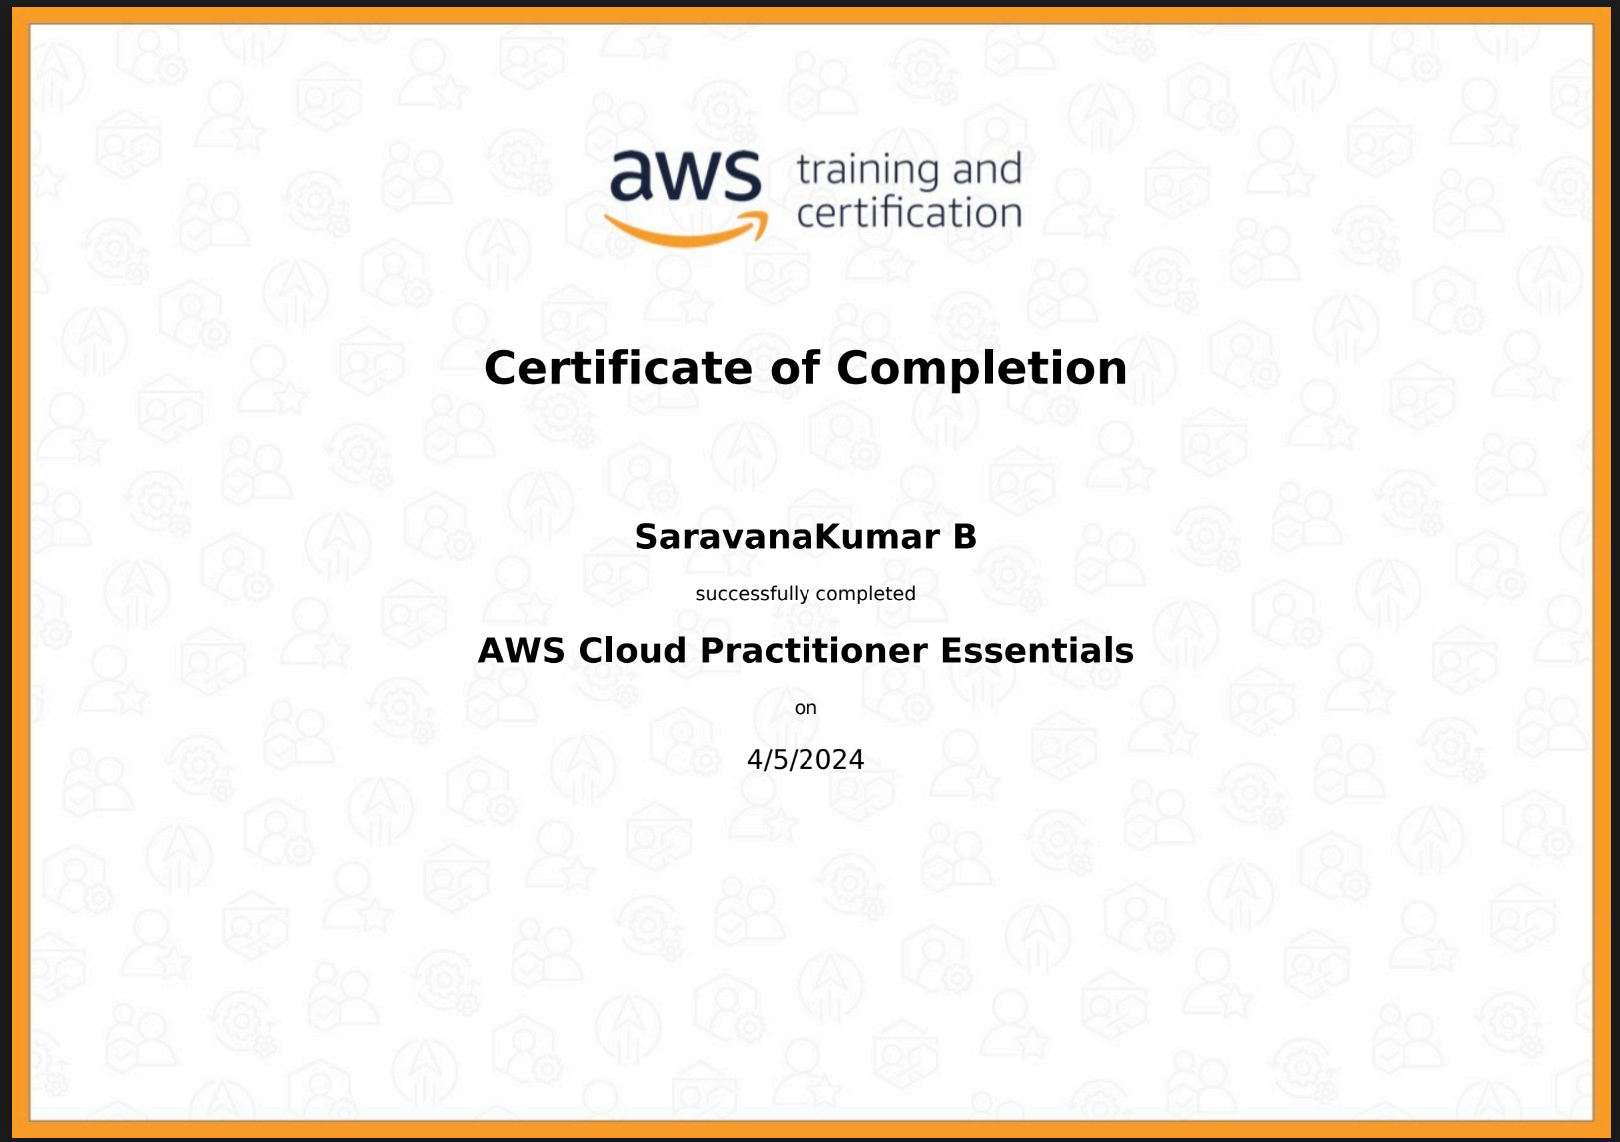 aws training and
certification
Certificate of Completion
SaravanaKumar B
successfully completed
AWS Cloud Practitioner Essentials
on
4/5/2024